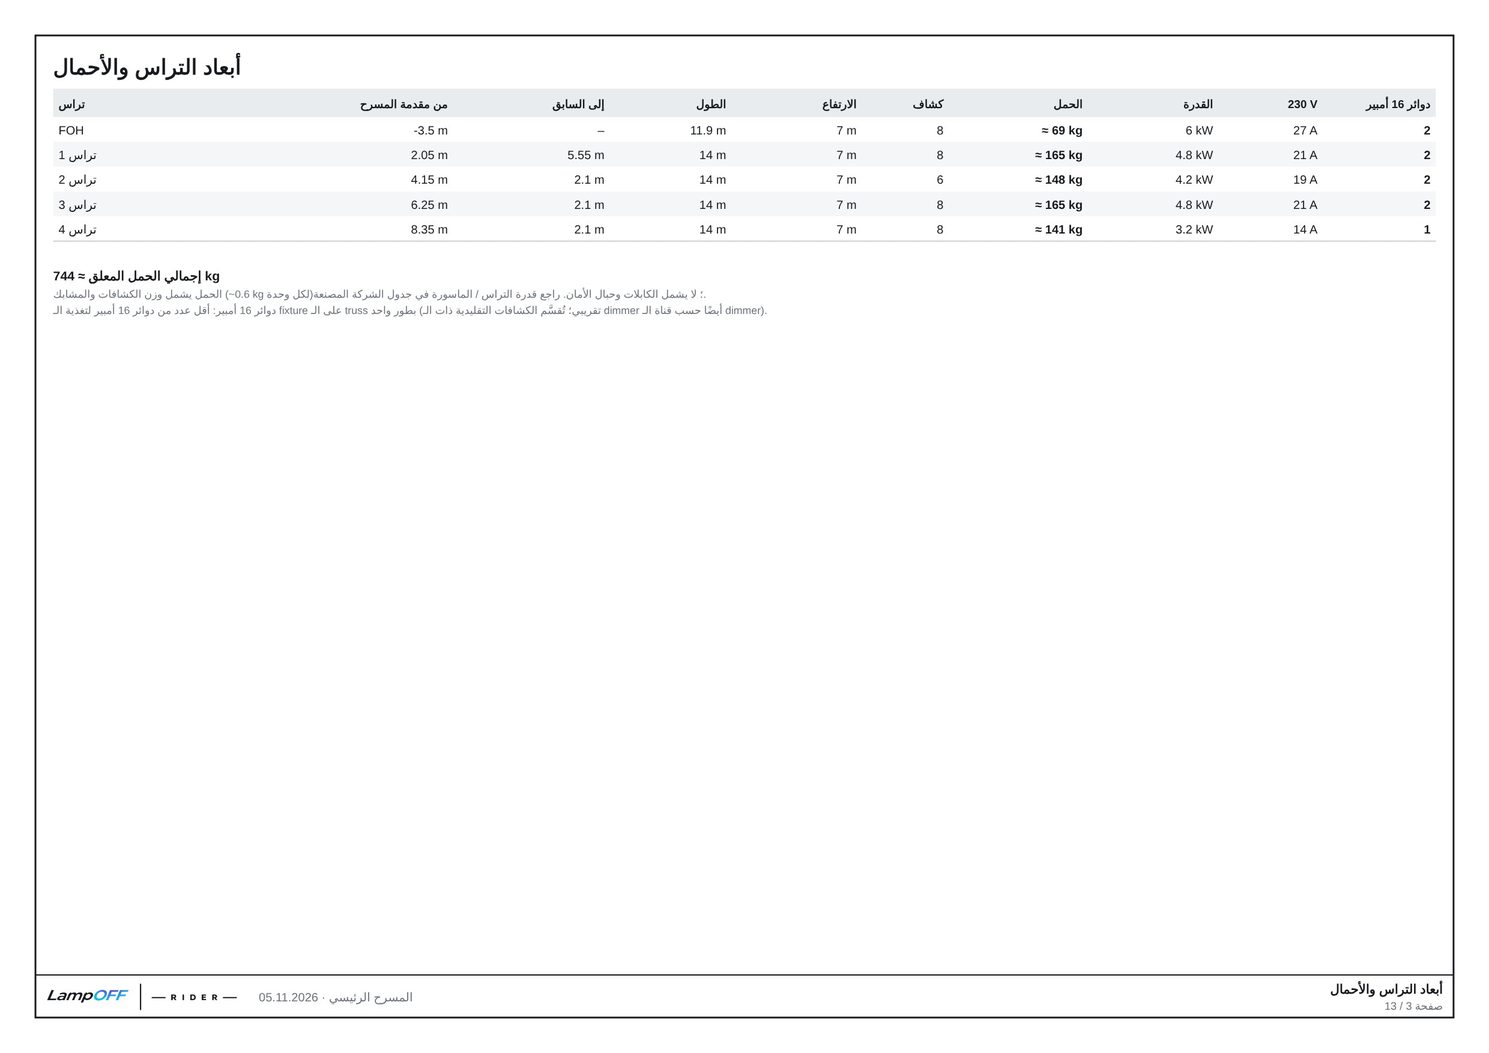 أبعاد التراس والأحمال
تراس من مقدمة المسرح إلى السابق الطول الارتفاع كشاف الحمل القدرة 230 V دوائر 16 أمبير
FOH -3.5 m – 11.9 m 7 m 8 ≈ 69 kg 6 kW 27 A 2
تراس 1 2.05 m 5.55 m 14 m 7 m 8 ≈ 165 kg 4.8 kW 21 A 2
تراس 2 4.15 m 2.1 m 14 m 7 m 6 ≈ 148 kg 4.2 kW 19 A 2
تراس 3 6.25 m 2.1 m 14 m 7 m 8 ≈ 165 kg 4.8 kW 21 A 2
تراس 4 8.35 m 2.1 m 14 m 7 m 8 ≈ 141 kg 3.2 kW 14 A 1
إجمالي الحمل المعلق ≈ 744 kg
الحمل يشمل وزن الكشافات والمشابك (~0.6 kg لكل وحدة)؛ لا يشمل الكابلات وحبال الأمان. راجع قدرة التراس / الماسورة في جدول الشركة المصنعة.
دوائر 16 أمبير: أقل عدد من دوائر 16 أمبير لتغذية الـ fixture على الـ truss بطور واحد (تقريبي؛ تُقسَّم الكشافات التقليدية ذات الـ dimmer أيضًا حسب قناة الـ dimmer).
LampOFF RIDER المسرح الرئيسي · 05.11.2026
أبعاد التراس والأحمال
صفحة 3 / 13